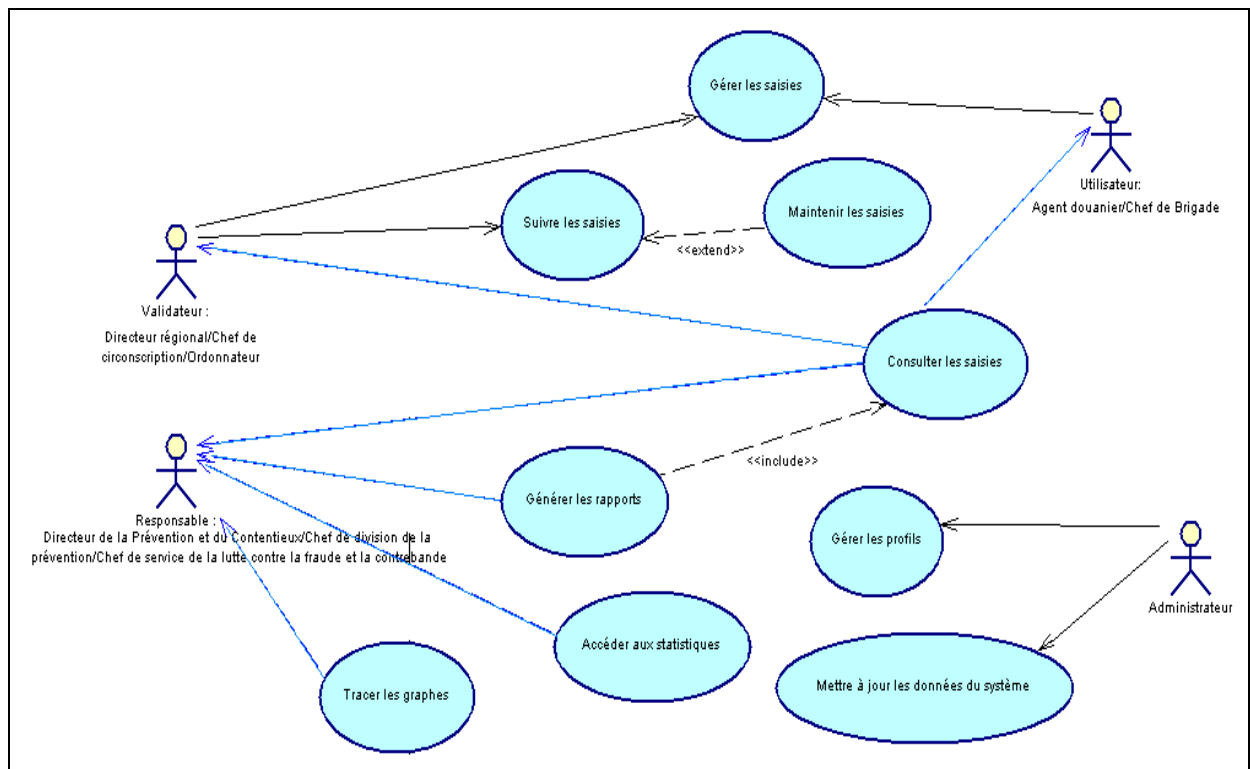 Gérer les saisies
Utilisateur:
Agent douanier/Chef de Brigade
Suivre les saisies
Maintenir les saisies
<<extend>>
Validateur :
Directeur régional/Chef de
circonscription/Ordonnateur
Consulter les saisies
<<include>>
Générer les rapports
Responsable :
Directeur de la Prévention et du Contentieux/Chef de division de la
prévention/Chef de service de la lutte contre la fraude et la contrebande
Gérer les profils
Administrateur
Accéder aux statistiques
Tracer les graphes
Mettre à jour les données du système